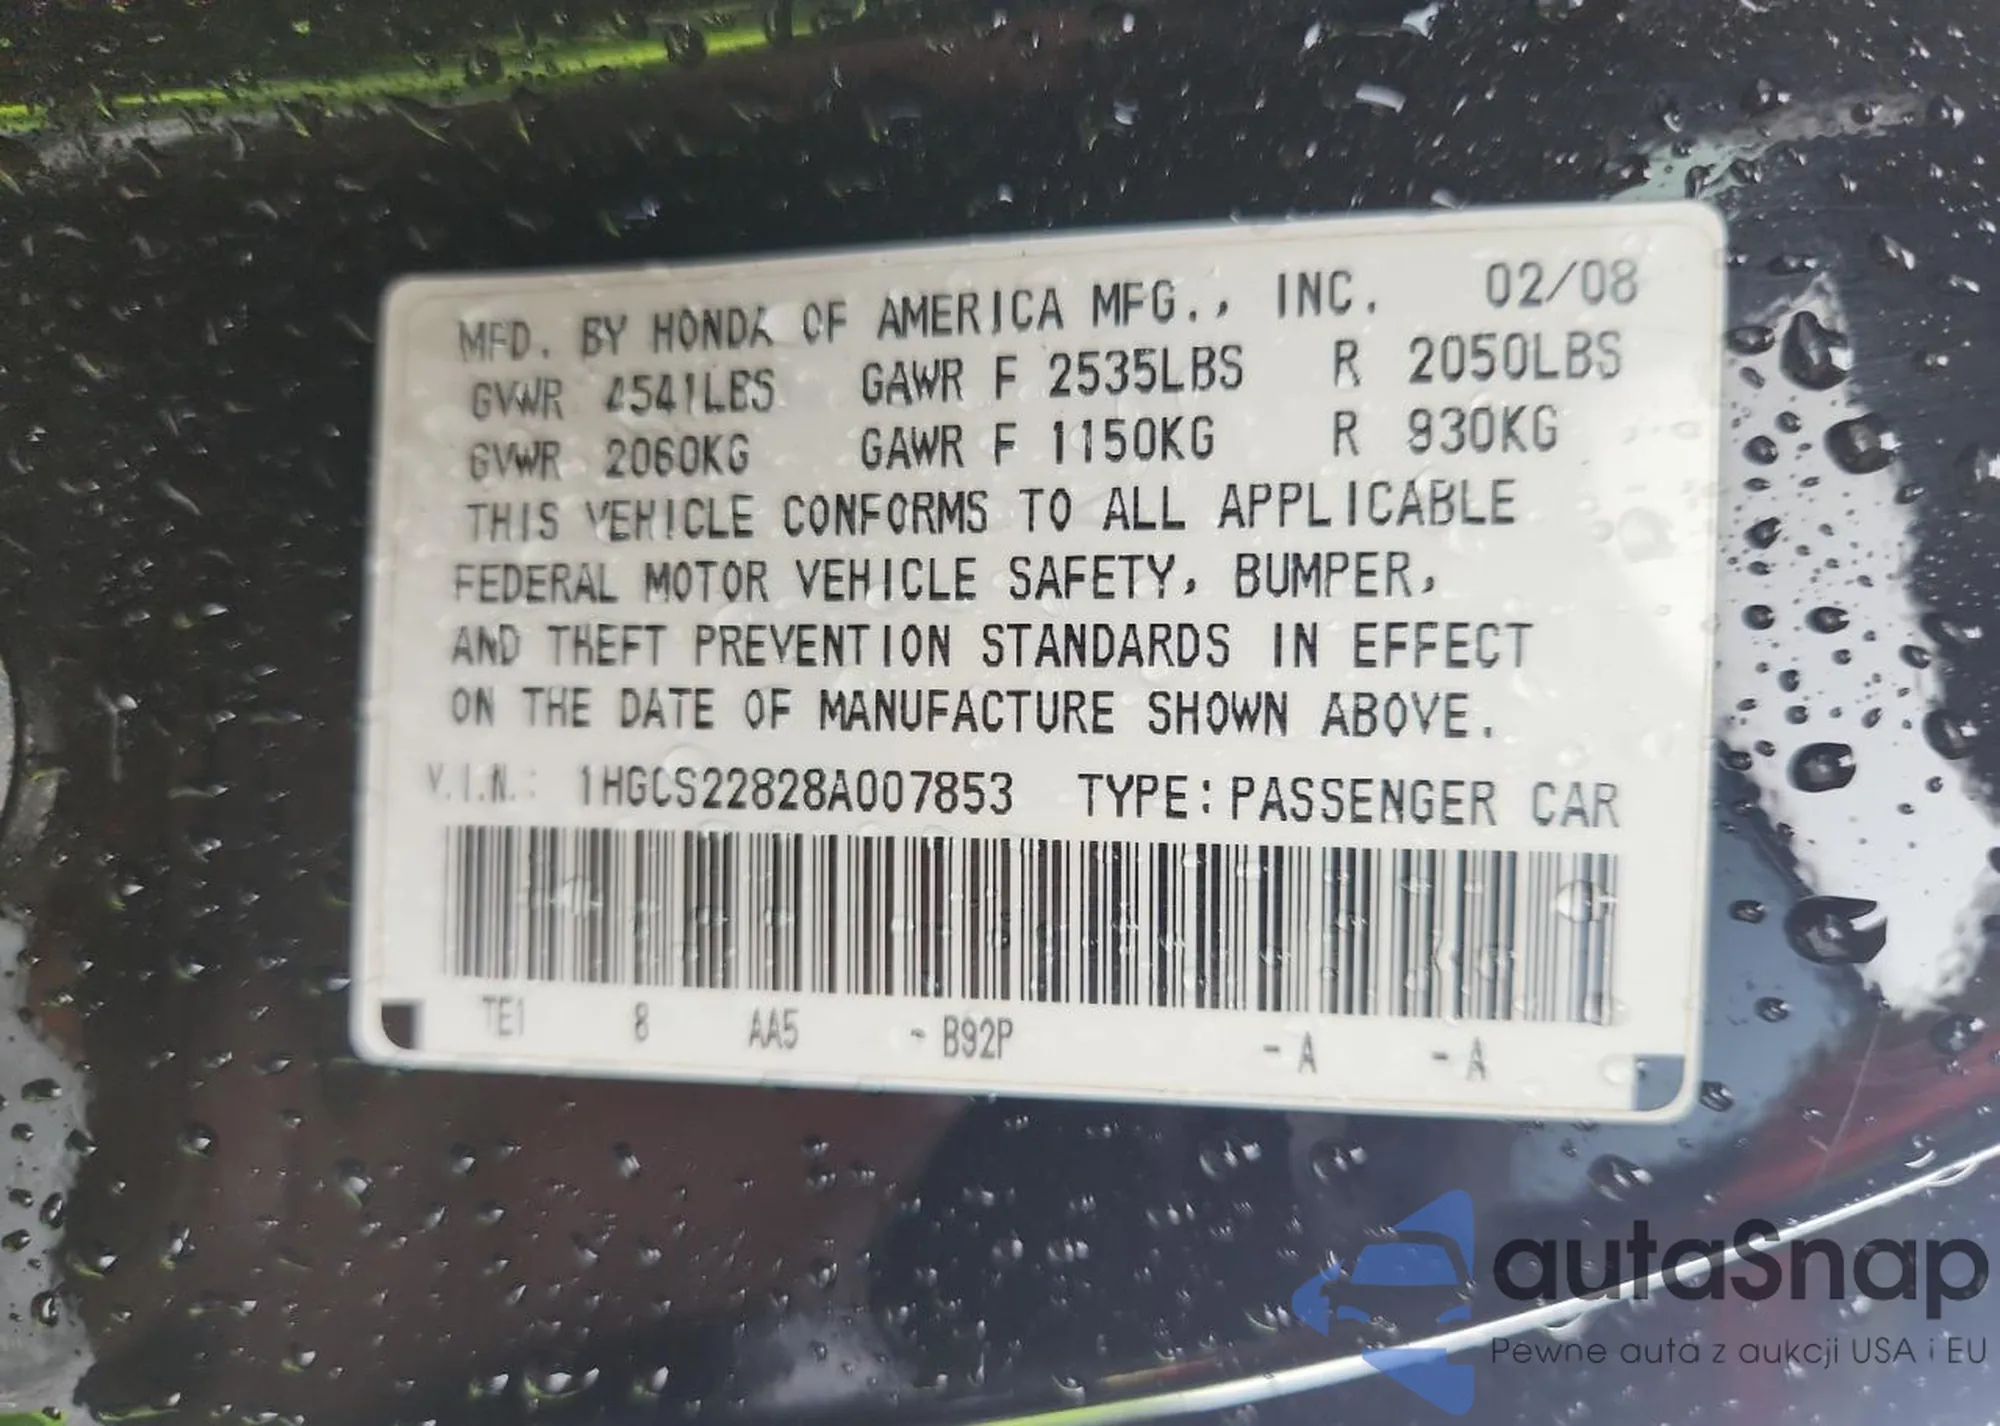 MFD. BY HONDA OF AMERICA MFG., INC. 02/08
GVWR 4541LBS GAWR F 2535LBS R 2050LBS
GVWR 2060KG GAWR F 1150KG R 930KG
THIS VEHICLE CONFORMS TO ALL APPLICABLE
FEDERAL MOTOR VEHICLE SAFETY, BUMPER,
AND THEFT PREVENTION STANDARDS IN EFFECT
ON THE DATE OF MANUFACTURE SHOWN ABOVE.
V.I.N.: 1HGCS22828A007853 TYPE: PASSENGER CAR
TE1 8 AA5 - B92P - A - A
autaSnap
Pewne auta z aukcji USA i EU